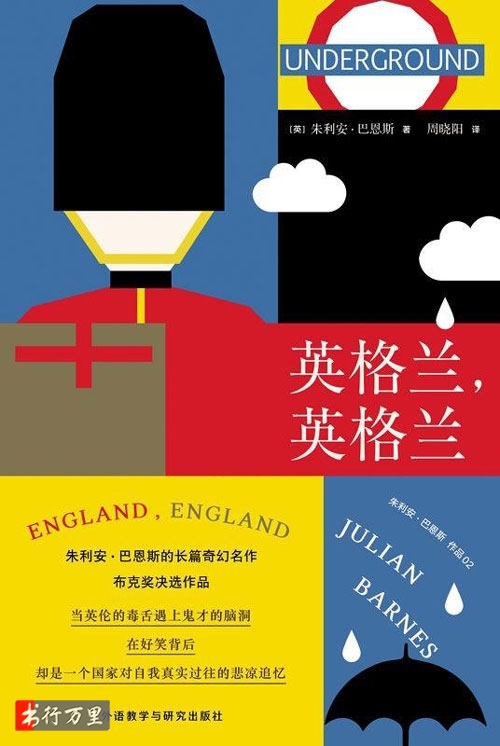 UNDERGROUND
[英] 朱利安·巴恩斯 著 周晓阳 译
英格兰,
英格兰
ENGLAND, ENGLAND
朱利安·巴恩斯的长篇奇幻名作
布克奖决选作品
当英伦的毒舌遇上鬼才的脑洞
在好笑背后
却是一个国家对自我真实过往的悲凉追忆
朱利安·巴恩斯 作品02
JULIAN
BARNES
书行万里
外语教学与研究出版社